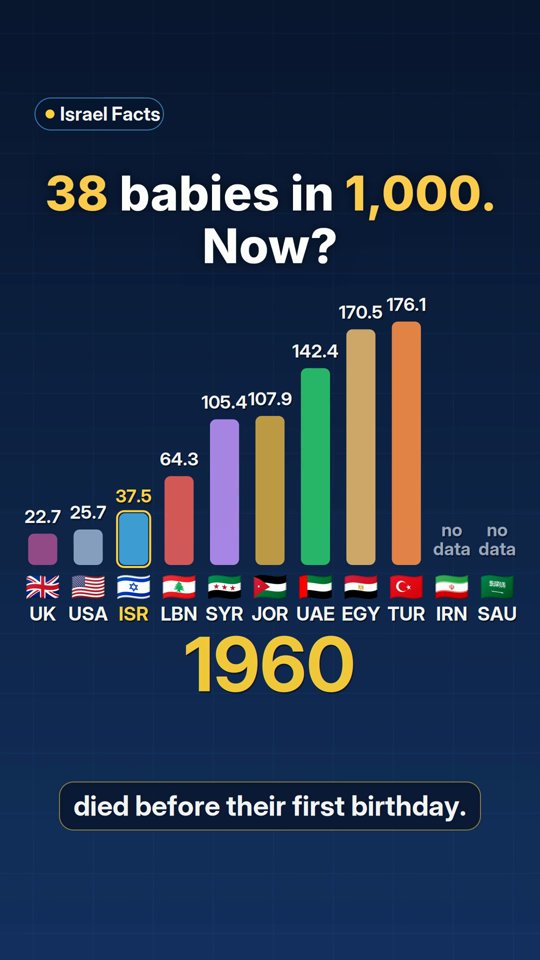 Israel Facts
38 babies in 1,000.
Now?
170.5 176.1
142.4
105.4 107.9
64.3
37.5
22.7 25.7
no data no data
UK USA ISR LBN SYR JOR UAE EGY TUR IRN SAU
1960
died before their first birthday.